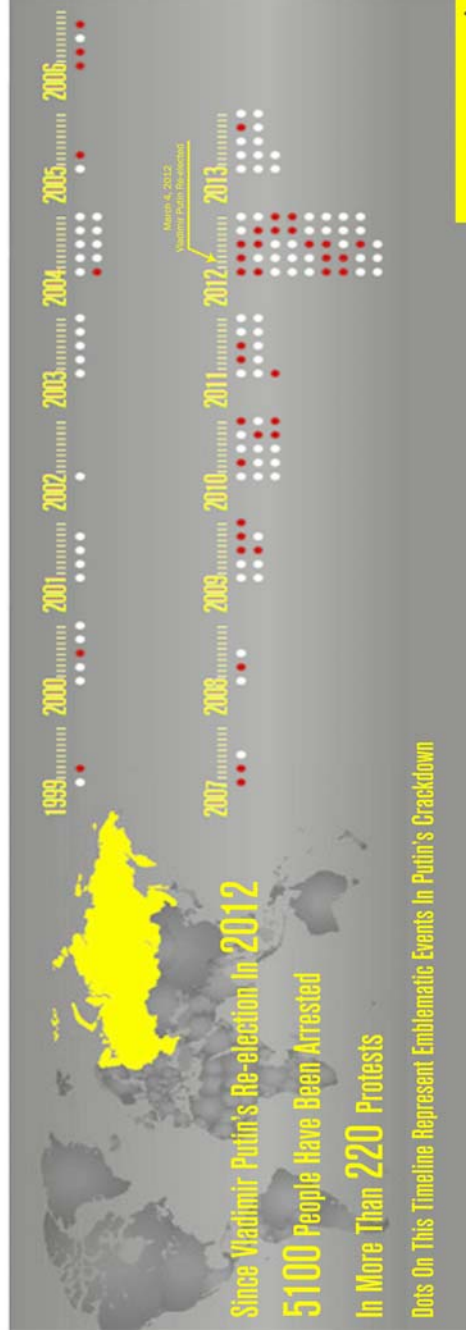 1999
2000
2001
2002
2003
2004
2005
2006
March 4, 2012
Vladimir Putin Re-elected
2007
2008
2009
2010
2011
2012
2013
Since Vladimir Putin's Re-election In 2012
5100 People Have Been Arrested
In More Than 220 Protests
Dots On This Timeline Represent Emblematic Events In Putin's Crackdown